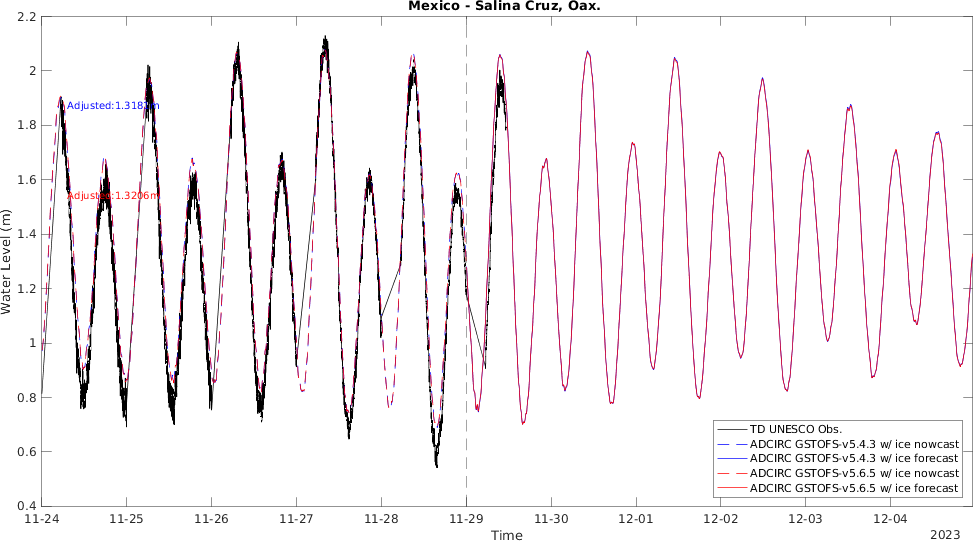 Mexico - Salina Cruz, Oax.
2.2
2
1.8
1.6
1.4
1.2
1
0.8
0.6
0.4
Water Level (m)
Adjusted:1.3182m
Adjusted:1.3206m
TD UNESCO Obs.
ADCIRC GSTOFS-v5.4.3 w/ ice nowcast
ADCIRC GSTOFS-v5.4.3 w/ ice forecast
ADCIRC GSTOFS-v5.6.5 w/ ice nowcast
ADCIRC GSTOFS-v5.6.5 w/ ice forecast
11-24
11-25
11-26
11-27
11-28
11-29
11-30
12-01
12-02
12-03
12-04
Time
2023